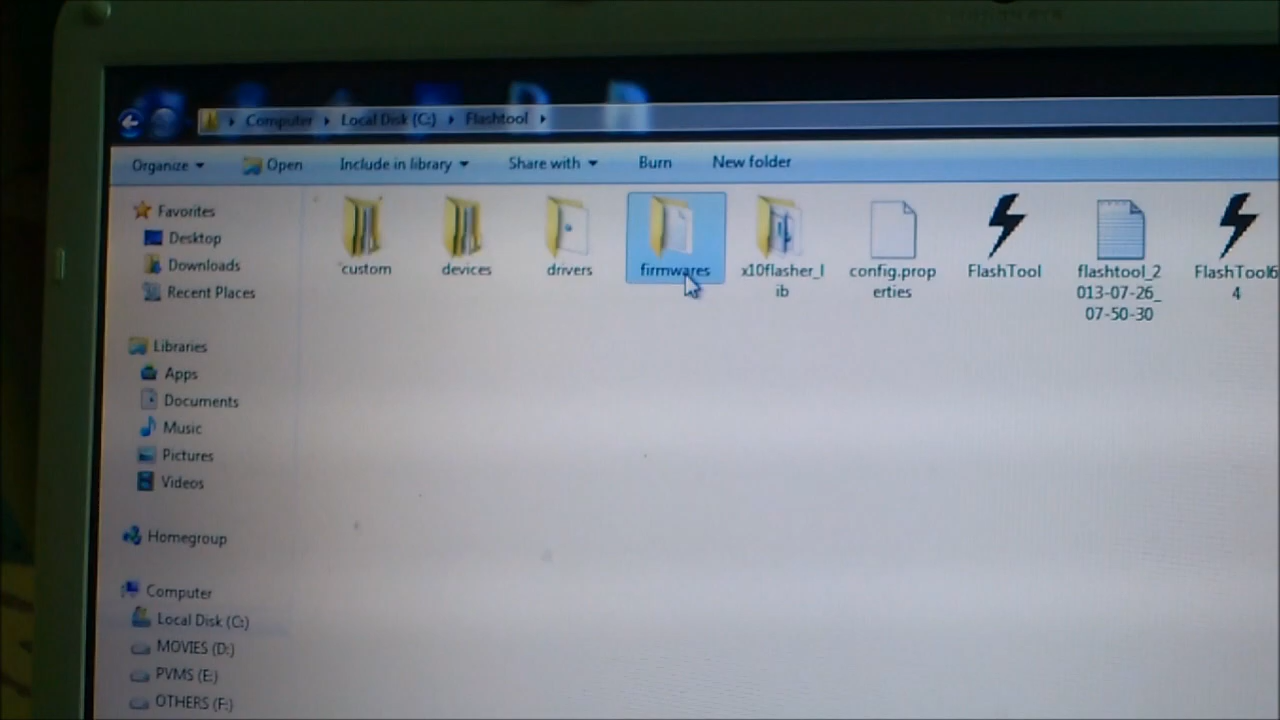 Computer Local Disk (C:) Flashtool
Organize Open Include in library Share with Burn New folder
Favorites
Desktop
Downloads
Recent Places
Libraries
Apps
Documents
Music
Pictures
Videos
Homegroup
Computer
Local Disk (C:)
MOVIES (D:)
PVMS (E:)
OTHERS (F:)
custom
devices
drivers
firmwares
x10flasher_l
ib
config.prop
erties
FlashTool
flashtool_2
013-07-26_
07-50-30
FlashTool6
4